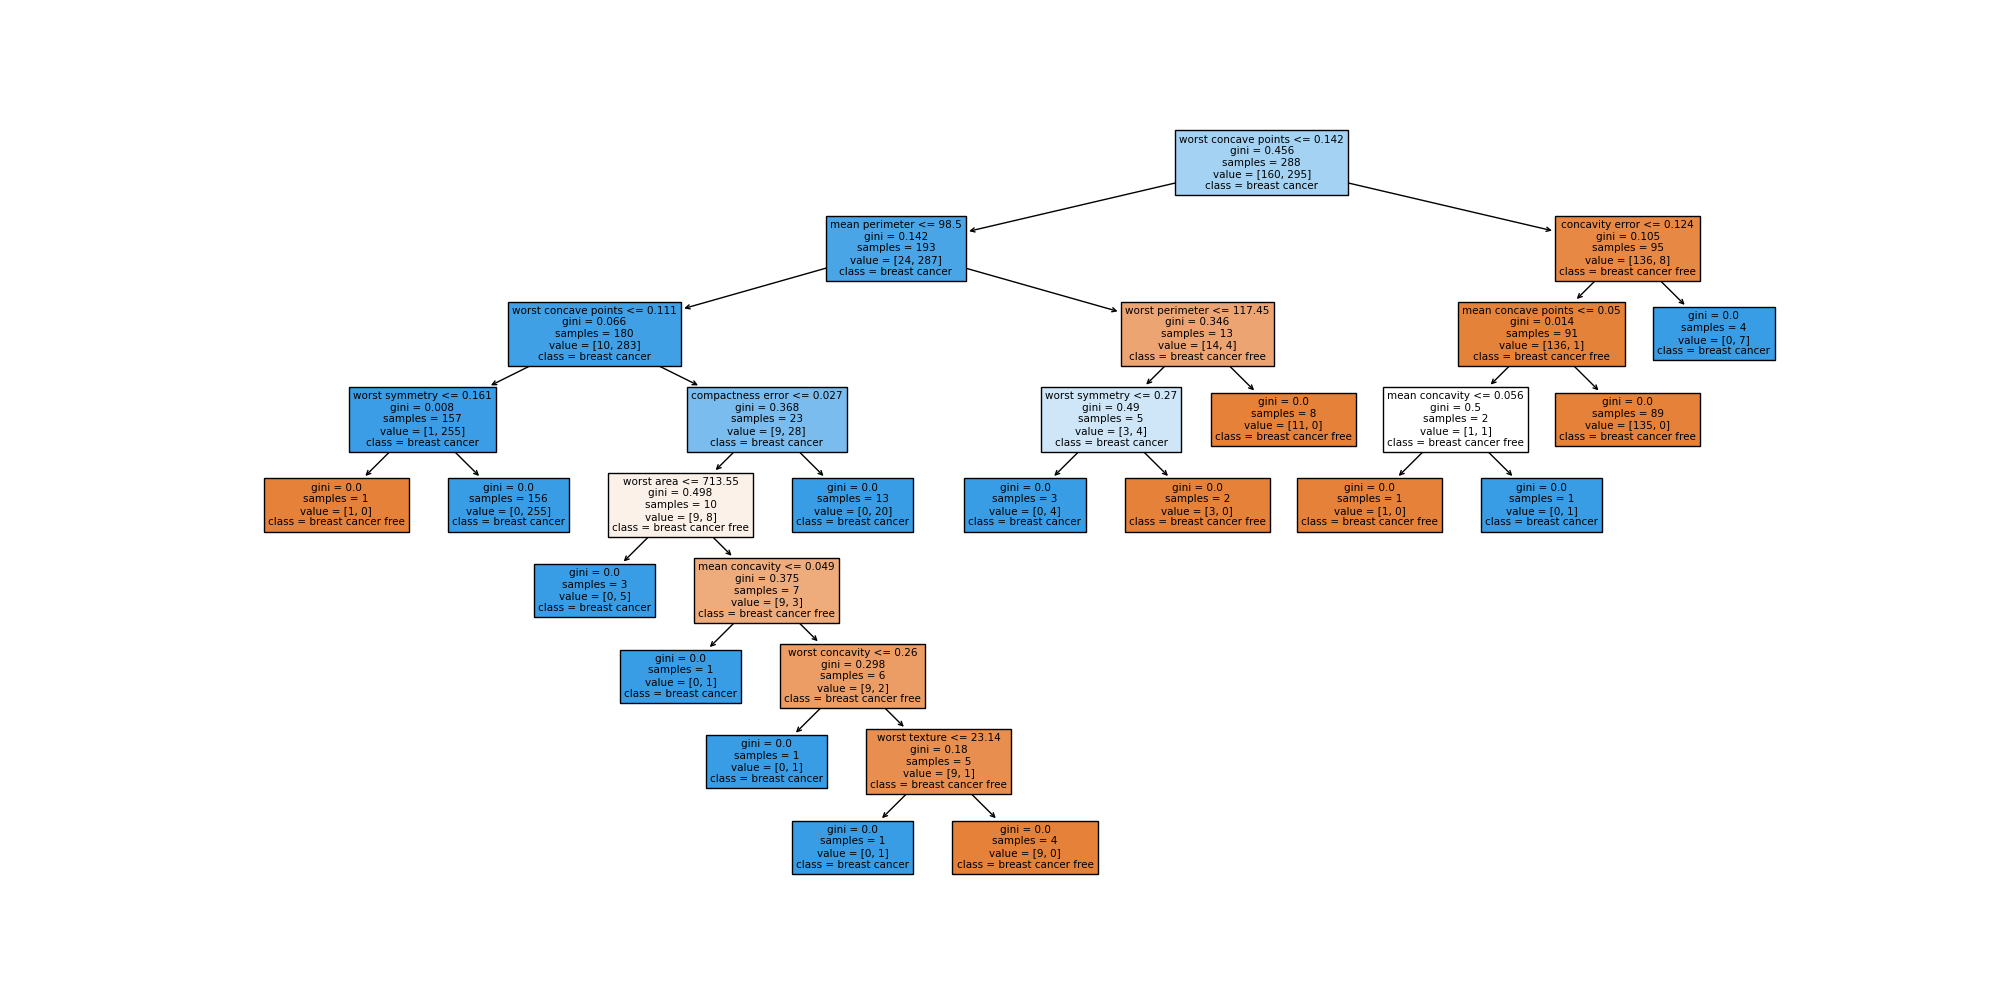 worst concave points <= 0.142
gini = 0.456
samples = 288
value = [160, 295]
class = breast cancer
mean perimeter <= 98.5
gini = 0.142
samples = 193
value = [24, 287]
class = breast cancer
concavity error <= 0.124
gini = 0.105
samples = 95
value = [136, 8]
class = breast cancer free
worst concave points <= 0.111
gini = 0.066
samples = 180
value = [10, 283]
class = breast cancer
worst perimeter <= 117.45
gini = 0.346
samples = 13
value = [14, 4]
class = breast cancer free
mean concave points <= 0.05
gini = 0.014
samples = 91
value = [136, 1]
class = breast cancer free
gini = 0.0
samples = 4
value = [0, 7]
class = breast cancer
worst symmetry <= 0.161
gini = 0.008
samples = 157
value = [1, 255]
class = breast cancer
compactness error <= 0.027
gini = 0.368
samples = 23
value = [9, 28]
class = breast cancer
worst symmetry <= 0.27
gini = 0.49
samples = 5
value = [3, 4]
class = breast cancer
gini = 0.0
samples = 8
value = [11, 0]
class = breast cancer free
mean concavity <= 0.056
gini = 0.5
samples = 2
value = [1, 1]
class = breast cancer free
gini = 0.0
samples = 89
value = [135, 0]
class = breast cancer free
gini = 0.0
samples = 1
value = [1, 0]
class = breast cancer free
gini = 0.0
samples = 156
value = [0, 255]
class = breast cancer
worst area <= 713.55
gini = 0.498
samples = 10
value = [9, 8]
class = breast cancer free
gini = 0.0
samples = 13
value = [0, 20]
class = breast cancer
gini = 0.0
samples = 3
value = [0, 4]
class = breast cancer
gini = 0.0
samples = 2
value = [3, 0]
class = breast cancer free
gini = 0.0
samples = 1
value = [1, 0]
class = breast cancer free
gini = 0.0
samples = 1
value = [0, 1]
class = breast cancer
gini = 0.0
samples = 3
value = [0, 5]
class = breast cancer
mean concavity <= 0.049
gini = 0.375
samples = 7
value = [9, 3]
class = breast cancer free
gini = 0.0
samples = 1
value = [0, 1]
class = breast cancer
worst concavity <= 0.26
gini = 0.298
samples = 6
value = [9, 2]
class = breast cancer free
gini = 0.0
samples = 1
value = [0, 1]
class = breast cancer
worst texture <= 23.14
gini = 0.18
samples = 5
value = [9, 1]
class = breast cancer free
gini = 0.0
samples = 1
value = [0, 1]
class = breast cancer
gini = 0.0
samples = 4
value = [9, 0]
class = breast cancer free